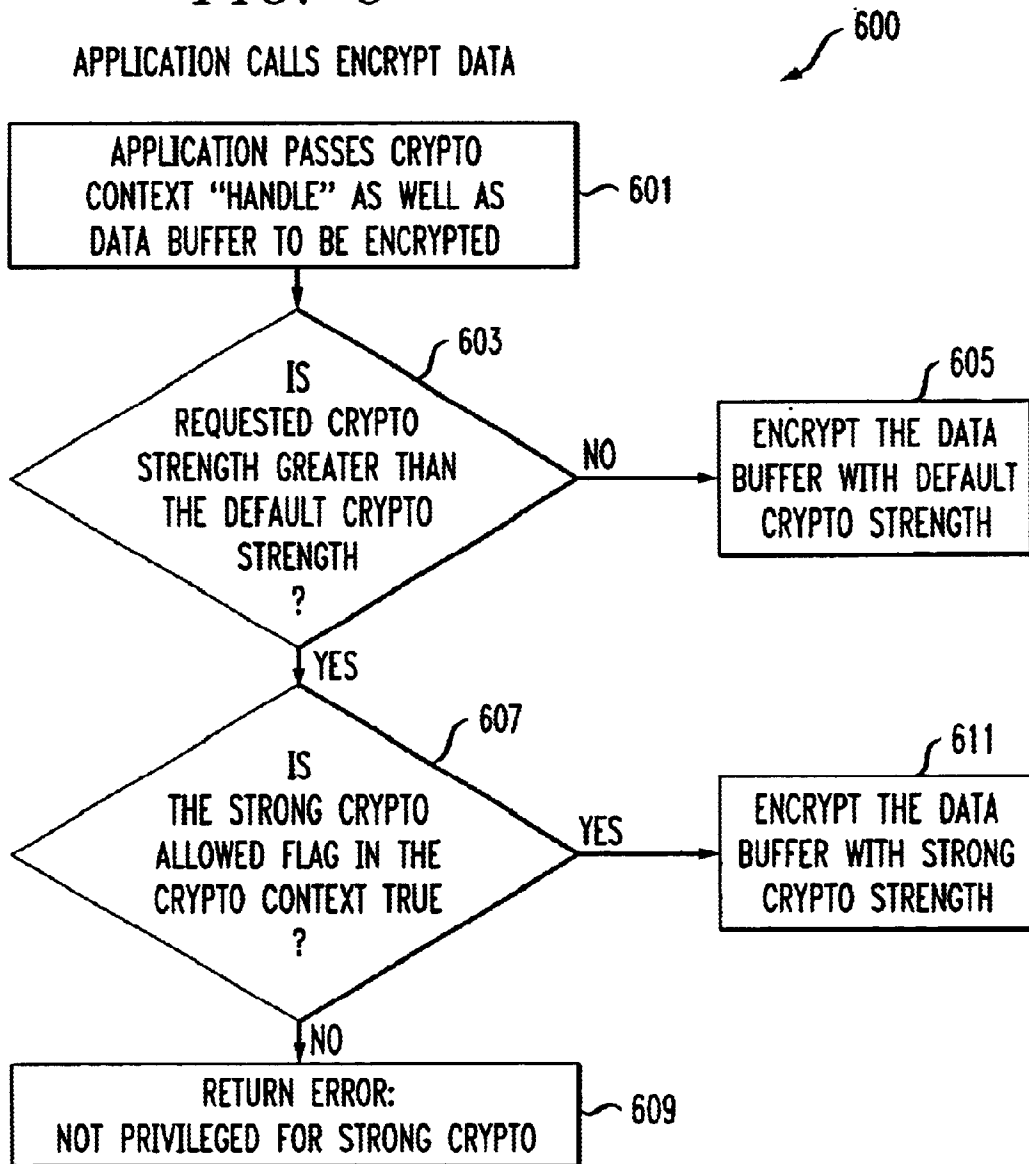 600
APPLICATION CALLS ENCRYPT DATA
APPLICATION PASSES CRYPTO
CONTEXT “HANDLE” AS WELL AS
DATA BUFFER TO BE ENCRYPTED
601
603
IS
REQUESTED CRYPTO
STRENGTH GREATER THAN
THE DEFAULT CRYPTO
STRENGTH
?
NO
605
ENCRYPT THE DATA
BUFFER WITH DEFAULT
CRYPTO STRENGTH
YES
607
IS
THE STRONG CRYPTO
ALLOWED FLAG IN THE
CRYPTO CONTEXT TRUE
?
YES
611
ENCRYPT THE DATA
BUFFER WITH STRONG
CRYPTO STRENGTH
NO
RETURN ERROR:
NOT PRIVILEGED FOR STRONG CRYPTO
609